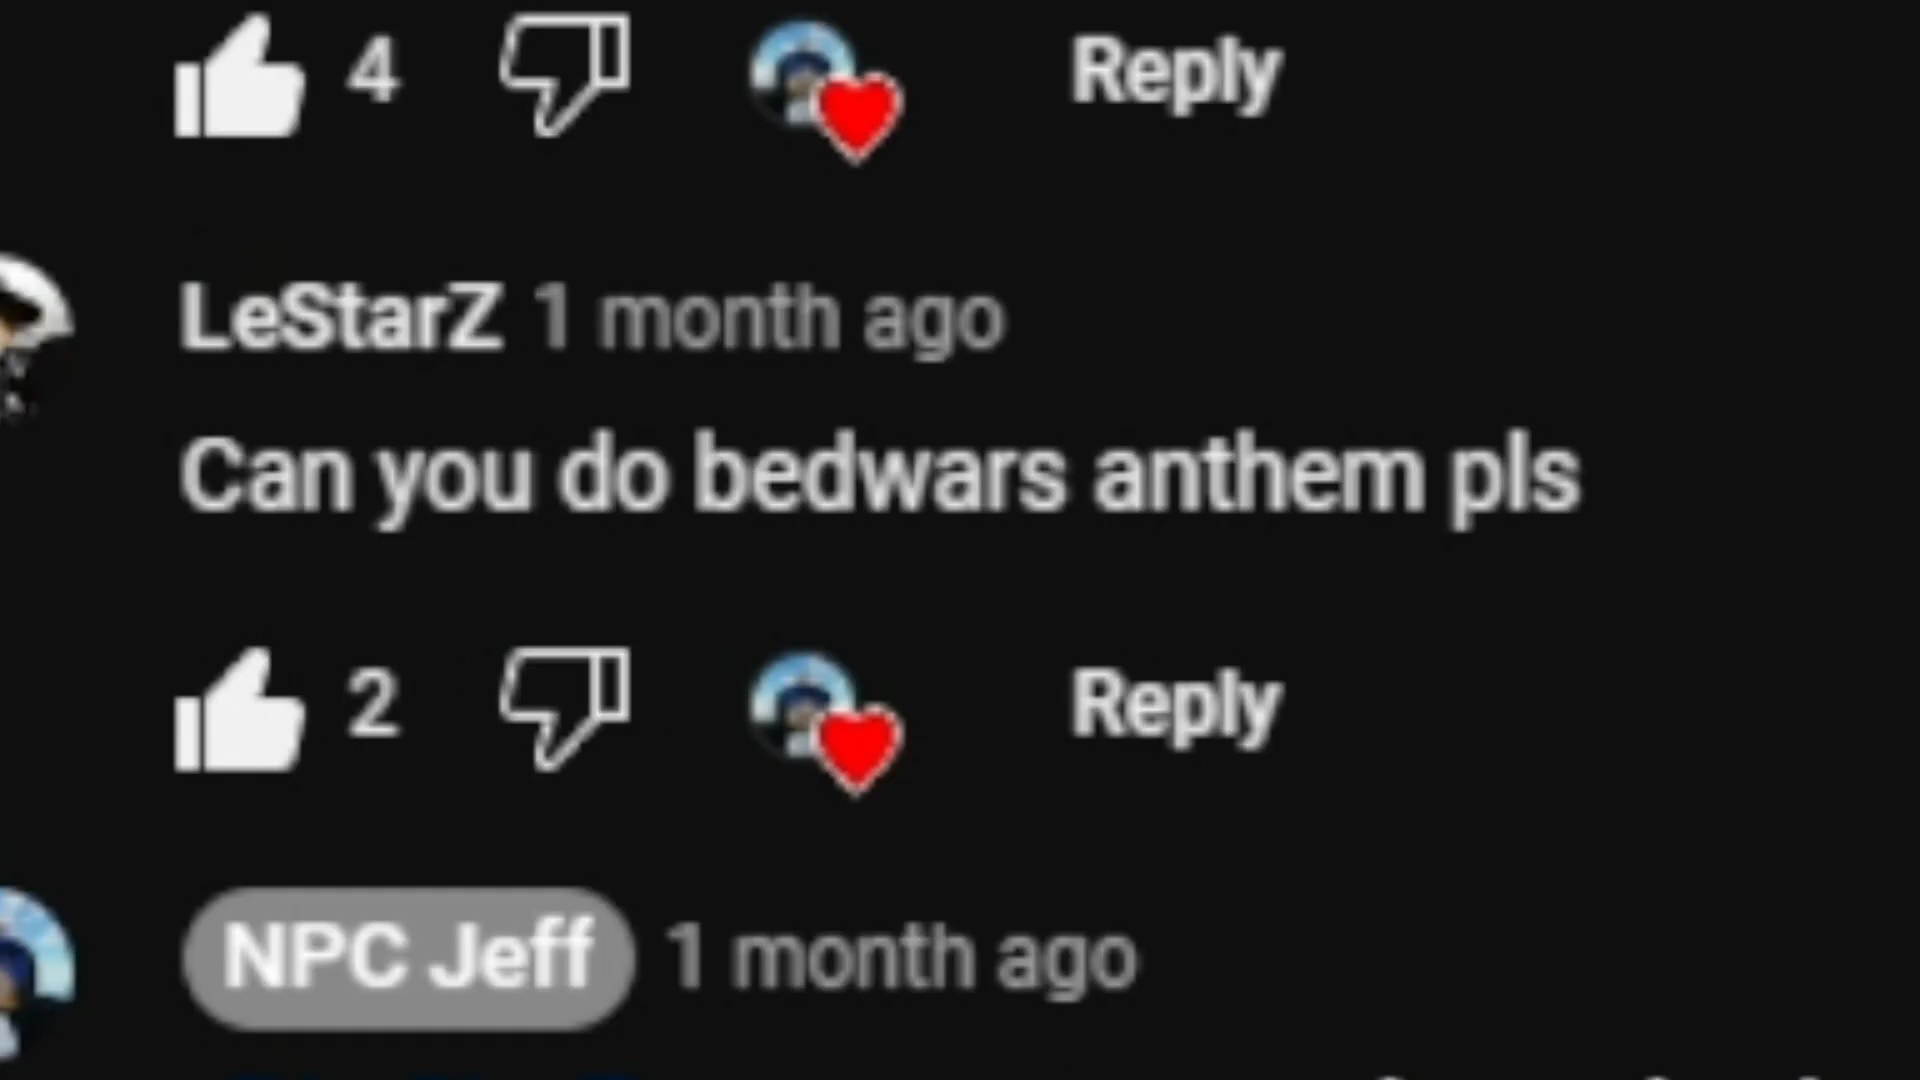 4 Reply
LeStarZ 1 month ago
Can you do bedwars anthem pls
2 Reply
NPC Jeff 1 month ago